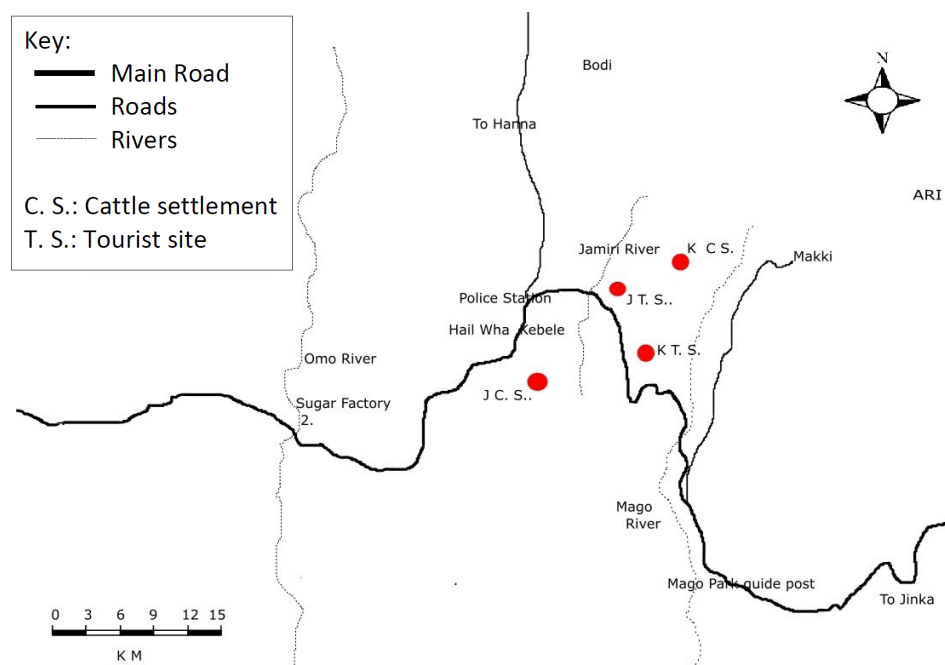 Key:
Main Road
Roads
Rivers
C. S.: Cattle settlement
T. S.: Tourist site
Bodi
N
To Hanna
ARI
Jamiri River
K C S.
Makki
Police Station
J T. S..
Hail Wha Kebele
K T. S.
Omo River
J C. S..
Sugar Factory
2.
Mago
River
Mago Park guide post
To Jinka
0 3 6 9 12 15
K M